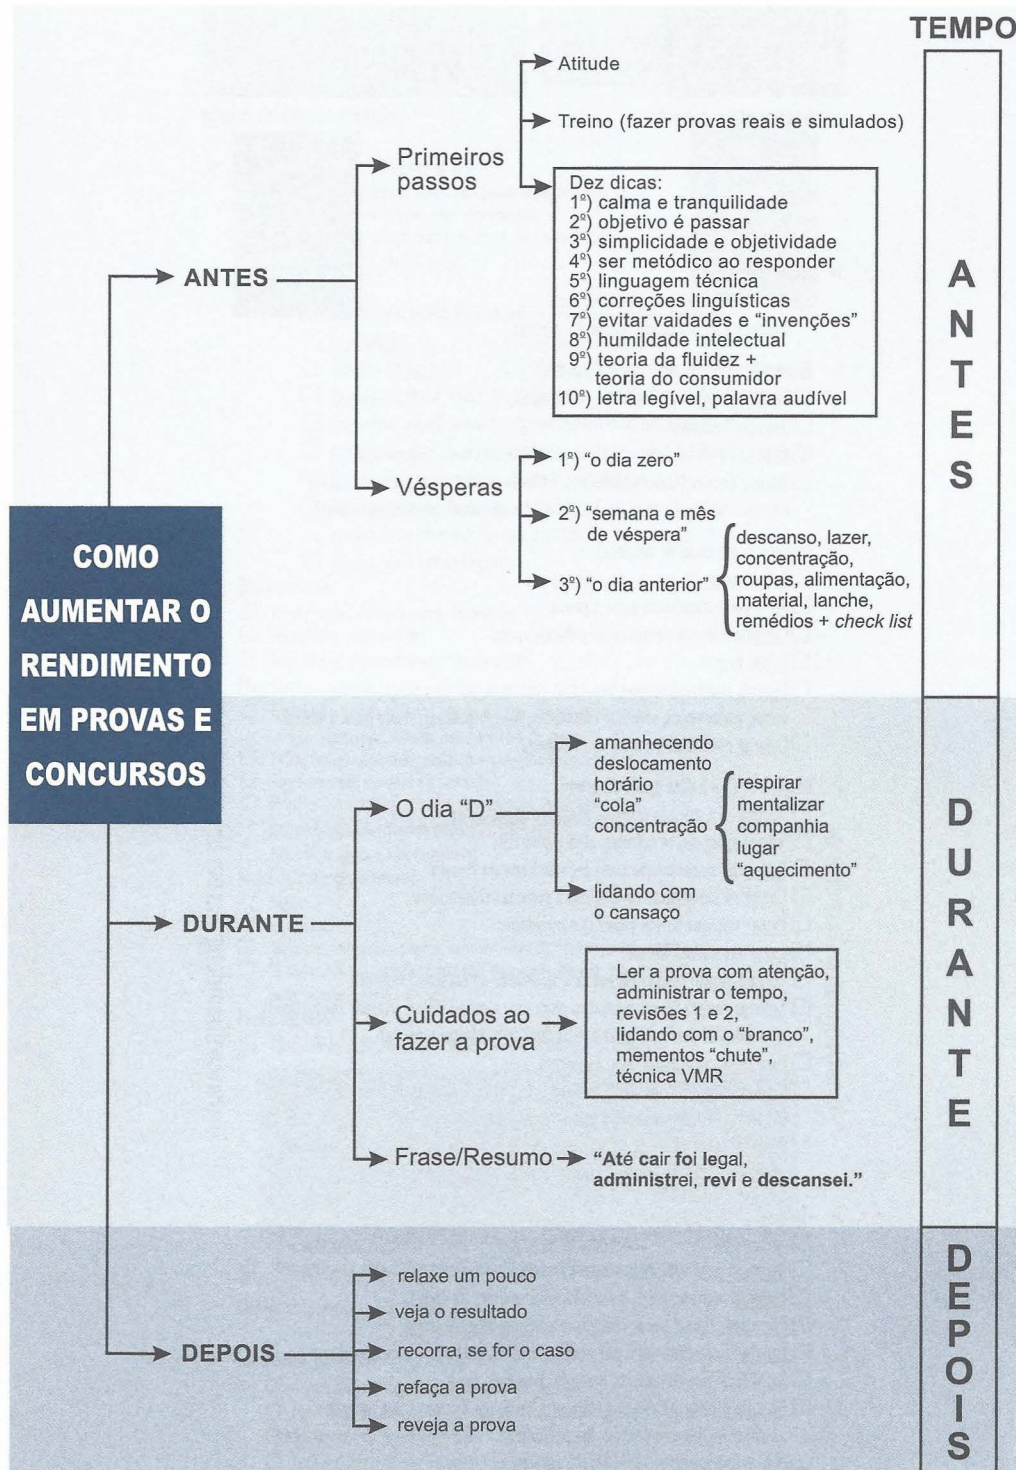 TEMPO
COMO
AUMENTAR O
RENDIMENTO
EM PROVAS E
CONCURSOS
ANTES
Primeiros
passos
Atitude
Treino (fazer provas reais e simulados)
Dez dicas:
1º) calma e tranquilidade
2º) objetivo é passar
3º) simplicidade e objetividade
4º) ser metódico ao responder
5º) linguagem técnica
6º) correções linguísticas
7º) evitar vaidades e “invenções”
8º) humildade intelectual
9º) teoria da fluidez +
teoria do consumidor
10º) letra legível, palavra audível
Vésperas
1º) “o dia zero”
2º) “semana e mês
de véspera”
3º) “o dia anterior”
descanso, lazer,
concentração,
roupas, alimentação,
material, lanche,
remédios + check list
ANTES
DURANTE
O dia “D”
amanhecendo
deslocamento
horário
“cola”
concentração
respirar
mentalizar
companhia
lugar
“aquecimento”
lidando com
o cansaço
Cuidados ao
fazer a prova
Ler a prova com atenção,
administrar o tempo,
revisões 1 e 2,
lidando com o “branco”,
mementos “chute”,
técnica VMR
Frase/Resumo
“Até cair foi legal,
administrei, revi e descansei.”
DURANTE
DEPOIS
relaxe um pouco
veja o resultado
recorra, se for o caso
refaça a prova
reveja a prova
DEPOIS